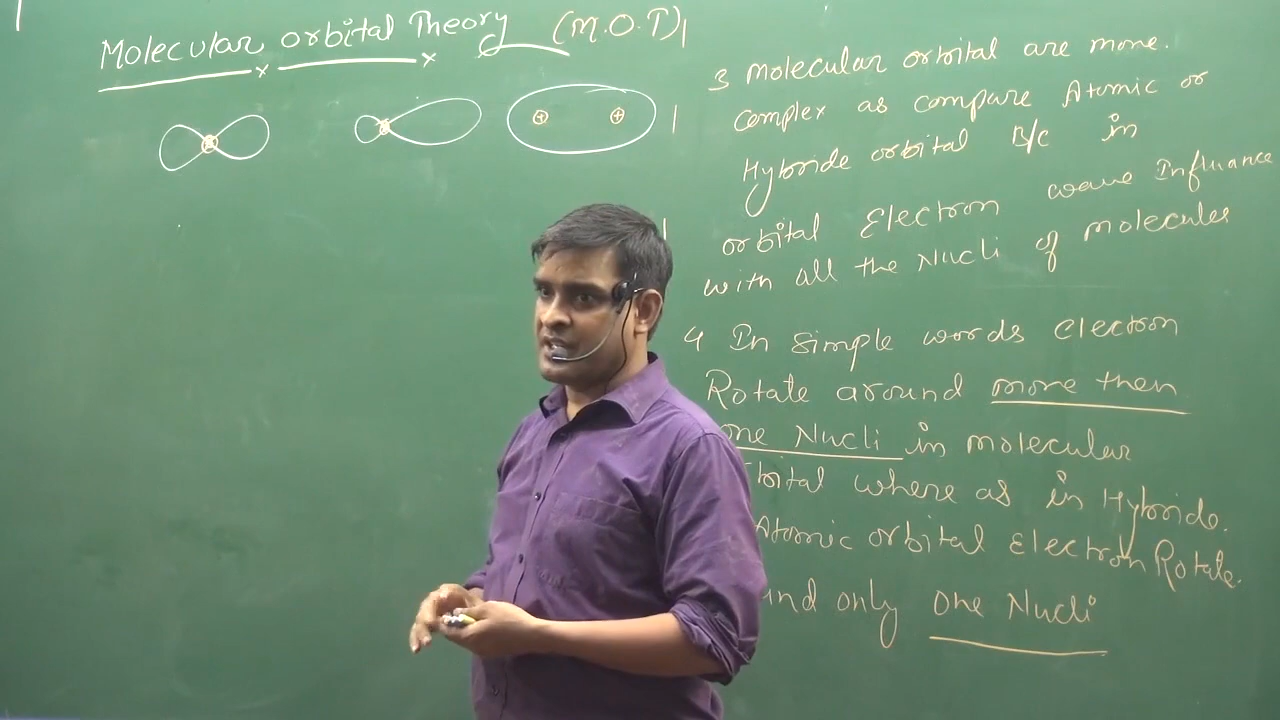 Molecular orbital Theory (M.O.T)
3 molecular orbital are more.
complex as compare Atomic or
Hybride orbital B/c in
orbital Electron wave Influance
with all the Nucli of molecules
4 In simple words electron
Rotate around more then
one Nucli in molecular
bital where as in Hybride.
Atomic orbital Electron Rotate.
und only one Nucli